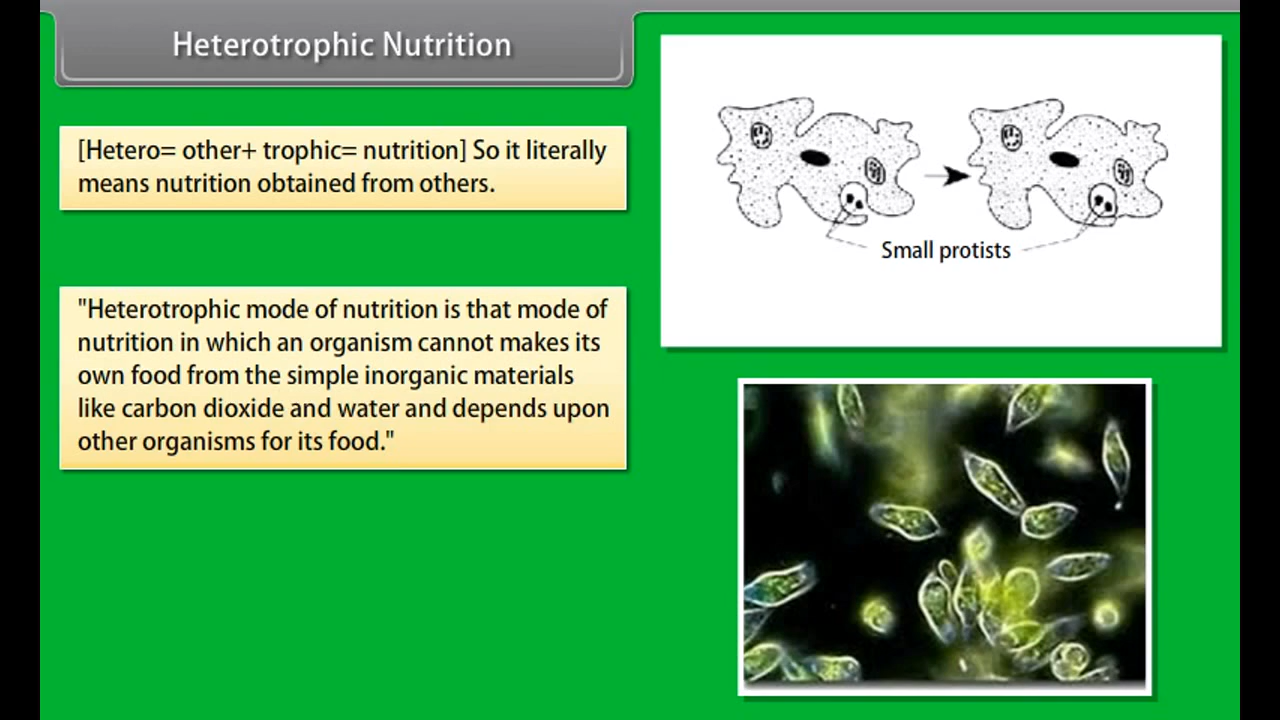 Heterotrophic Nutrition
[Hetero= other+ trophic= nutrition] So it literally
means nutrition obtained from others.
"Heterotrophic mode of nutrition is that mode of
nutrition in which an organism cannot makes its
own food from the simple inorganic materials
like carbon dioxide and water and depends upon
other organisms for its food."
Small protists